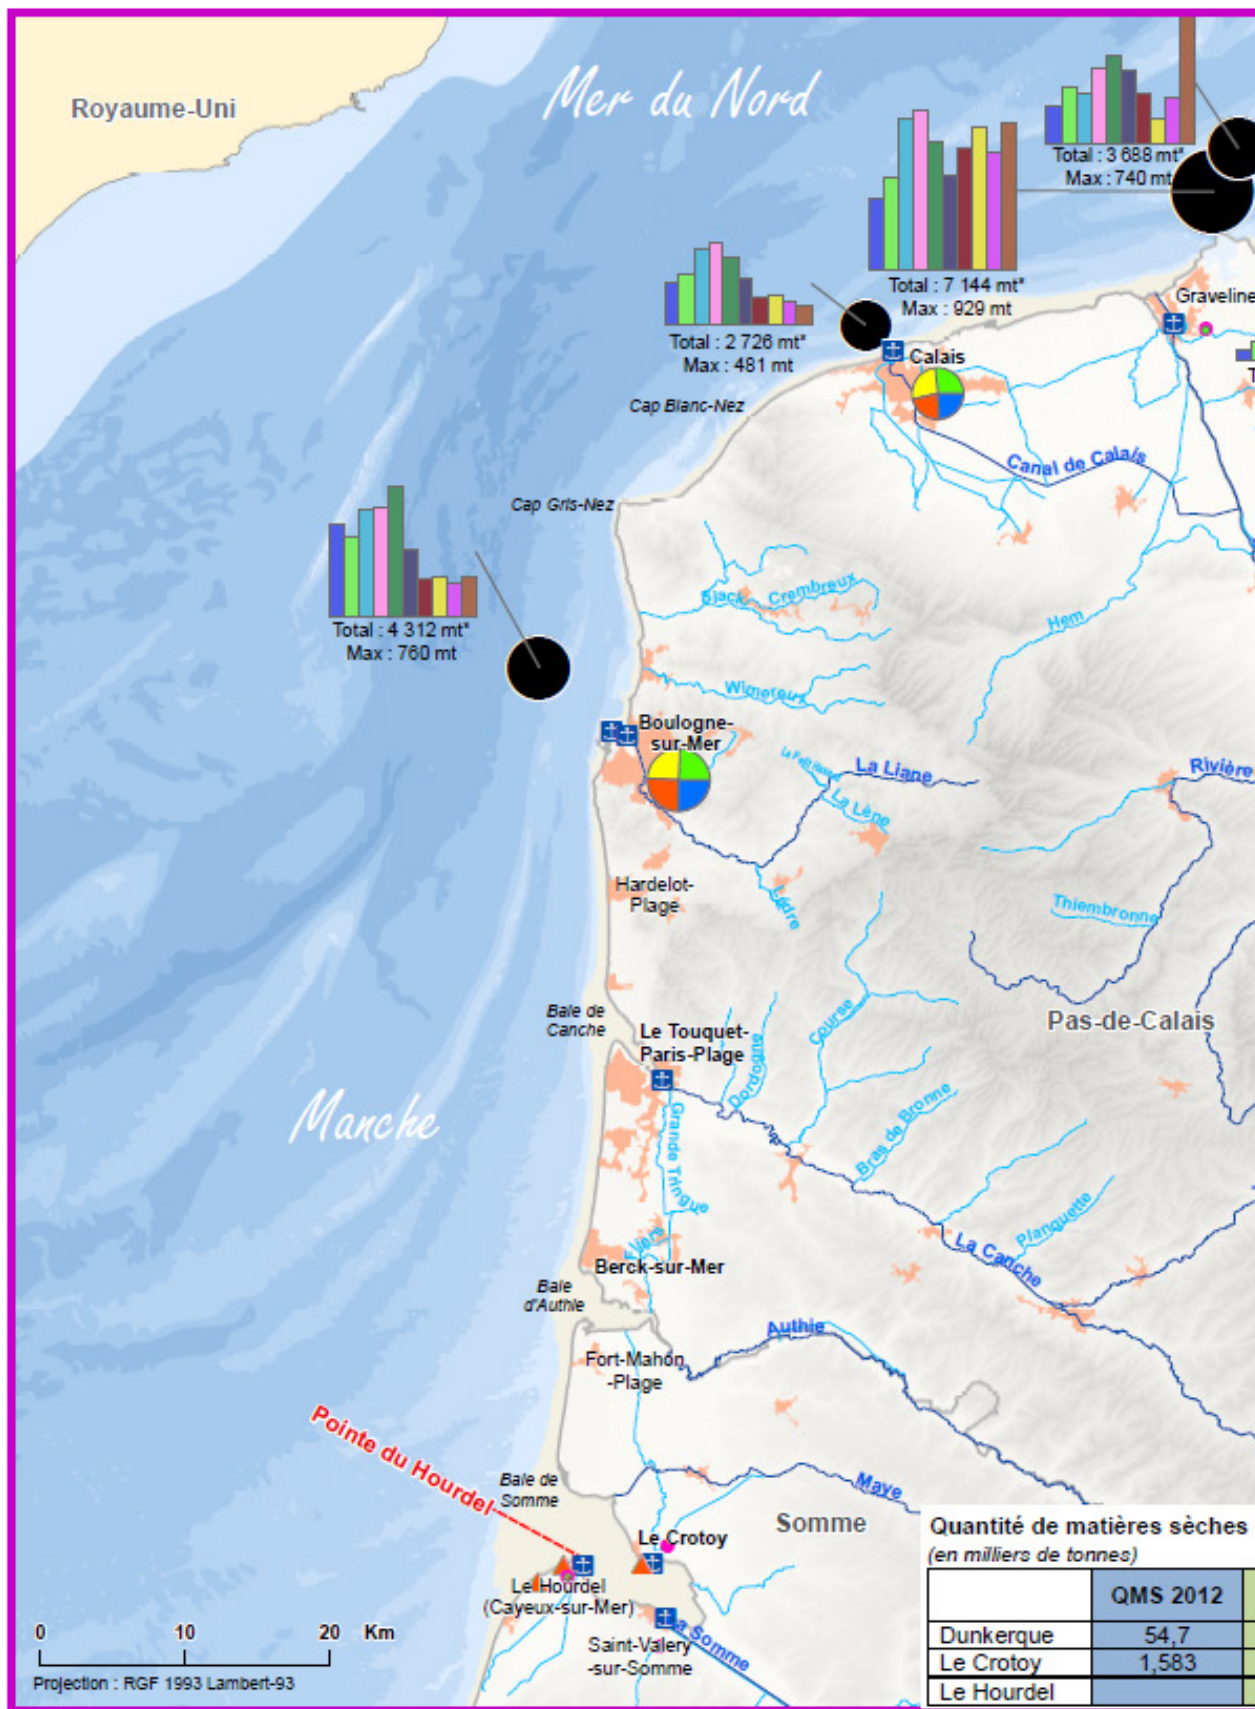 Royaume-Uni
Mer du Nord
Total : 3 688 mt*
Max : 740 mt
Total : 7 144 mt*
Max : 929 mt
Graveline
T
Total : 2 726 mt*
Max : 481 mt
Calais
Cap Blanc-Nez
Canal de Calais
Cap Gris-Nez
Slack
Crembreux
Hem
Total : 4 312 mt*
Max : 760 mt
Wimereux
Boulogne-
sur-Mer
La Liane
Rivière
La Lène
Hardelot-
Plage
Lèdre
Thiembronne
Baie de
Canche
Course
Pas-de-Calais
Le Touquet-
Paris-Plage
Dordogne
Manche
Grande Tringue
Bras de Bronne
Planquette
Fliers
La Canche
Berck-sur-Mer
Baie
d'Authie
Authie
Fort-Mahon
-Plage
Pointe du Hourdel
Baie de
Somme
Maye
Somme
Le Crotoy
Le Hourdel
(Cayeux-sur-Mer)
Saint-Valery
-sur-Somme
a Somme
0 10 20 Km
Projection : RGF 1993 Lambert-93
Quantité de matières sèches
(en milliers de tonnes)
QMS 2012
Dunkerque 54,7
Le Crotoy 1,583
Le Hourdel